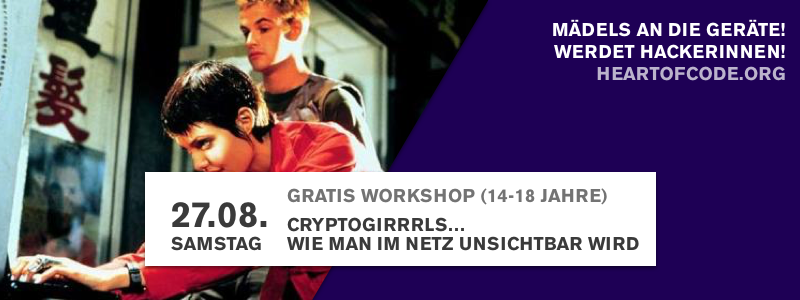 MÄDELS AN DIE GERÄTE!
WERDET HACKERINNEN!
HEARTOFCODE.ORG
27.08.
SAMSTAG
GRATIS WORKSHOP (14-18 JAHRE)
CRYPTOGIRRRLS...
WIE MAN IM NETZ UNSICHTBAR WIRD
髪